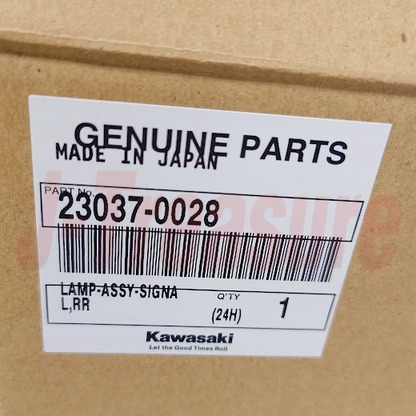 GENUINE PARTS
MADE IN JAPAN
PART No.
23037-0028
LAMP-ASSY-SIGNA
L,RR
Q'TY
(24H)
1
Kawasaki
Let the Good Times Roll
J-Treasure